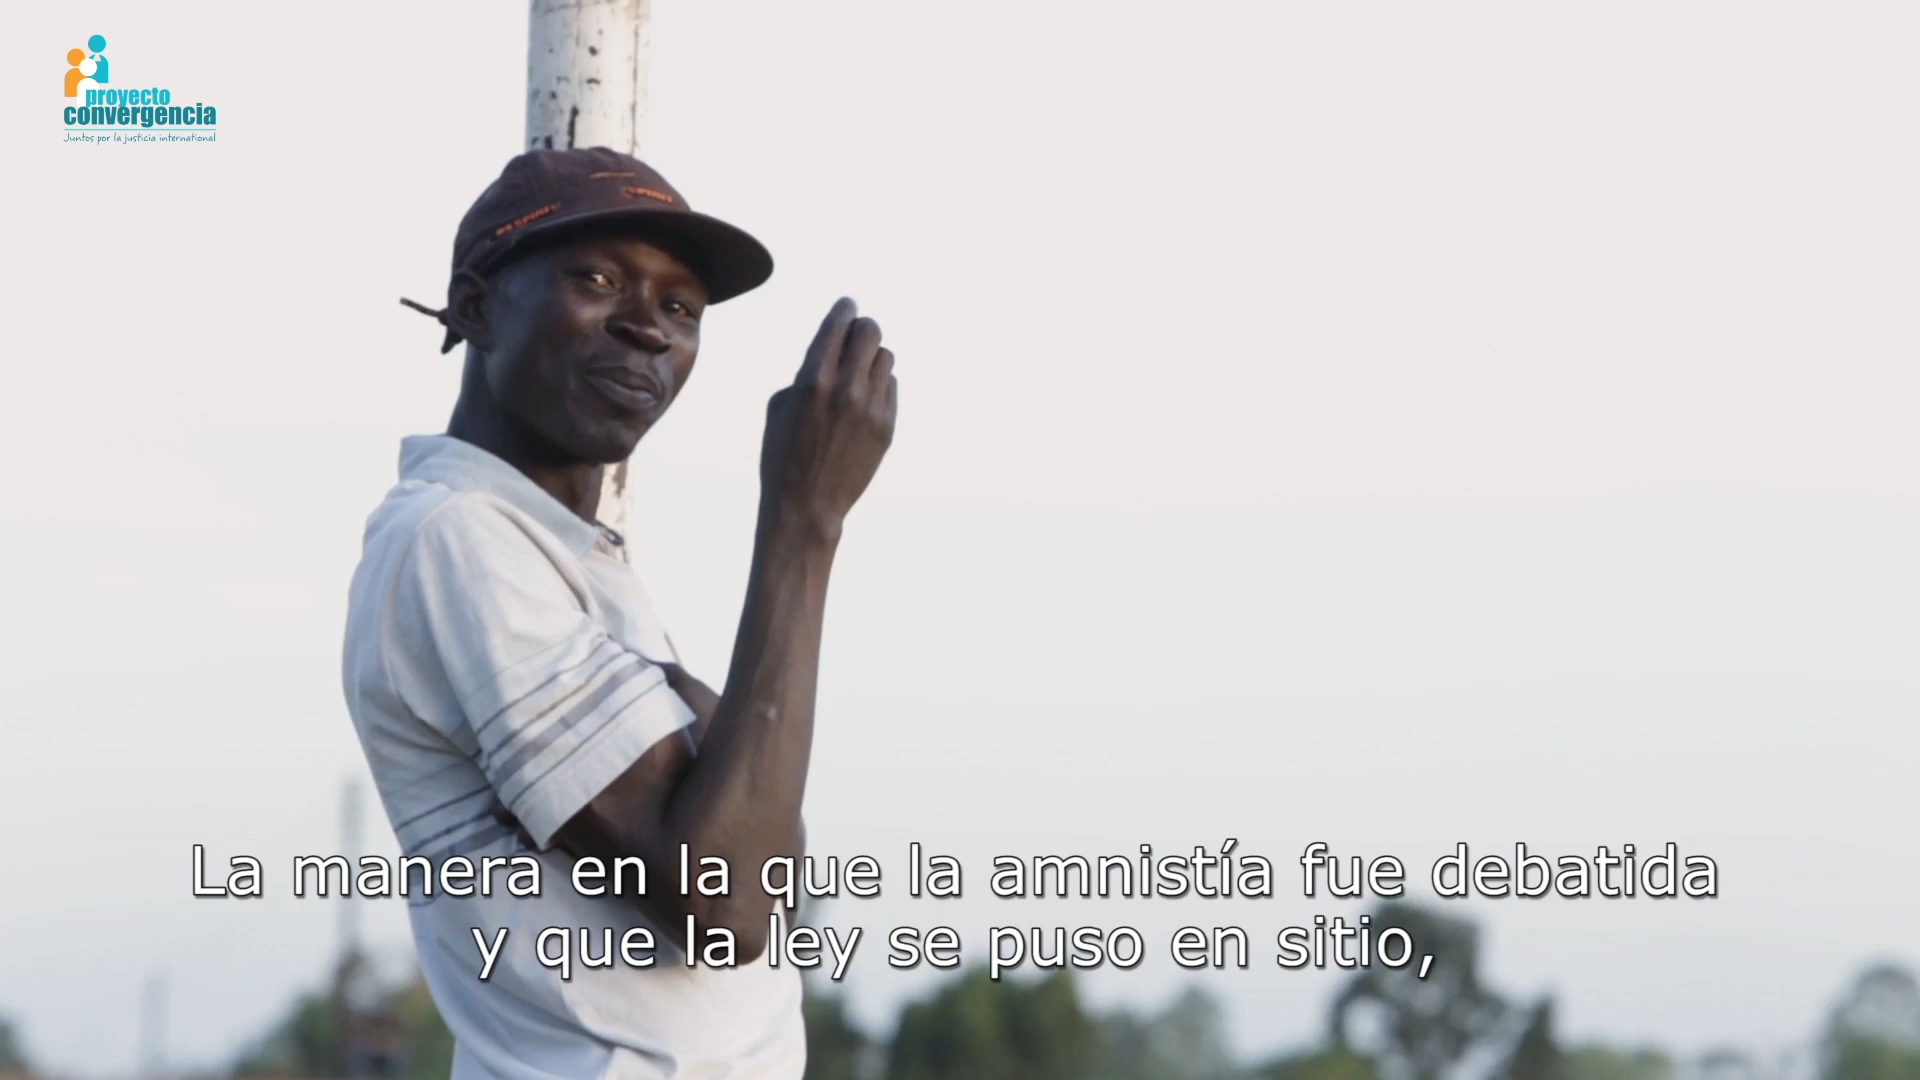 proyecto
convergencia
Juntos por la justicia international
La manera en la que la amnistía fue debatida
y que la ley se puso en sitio,